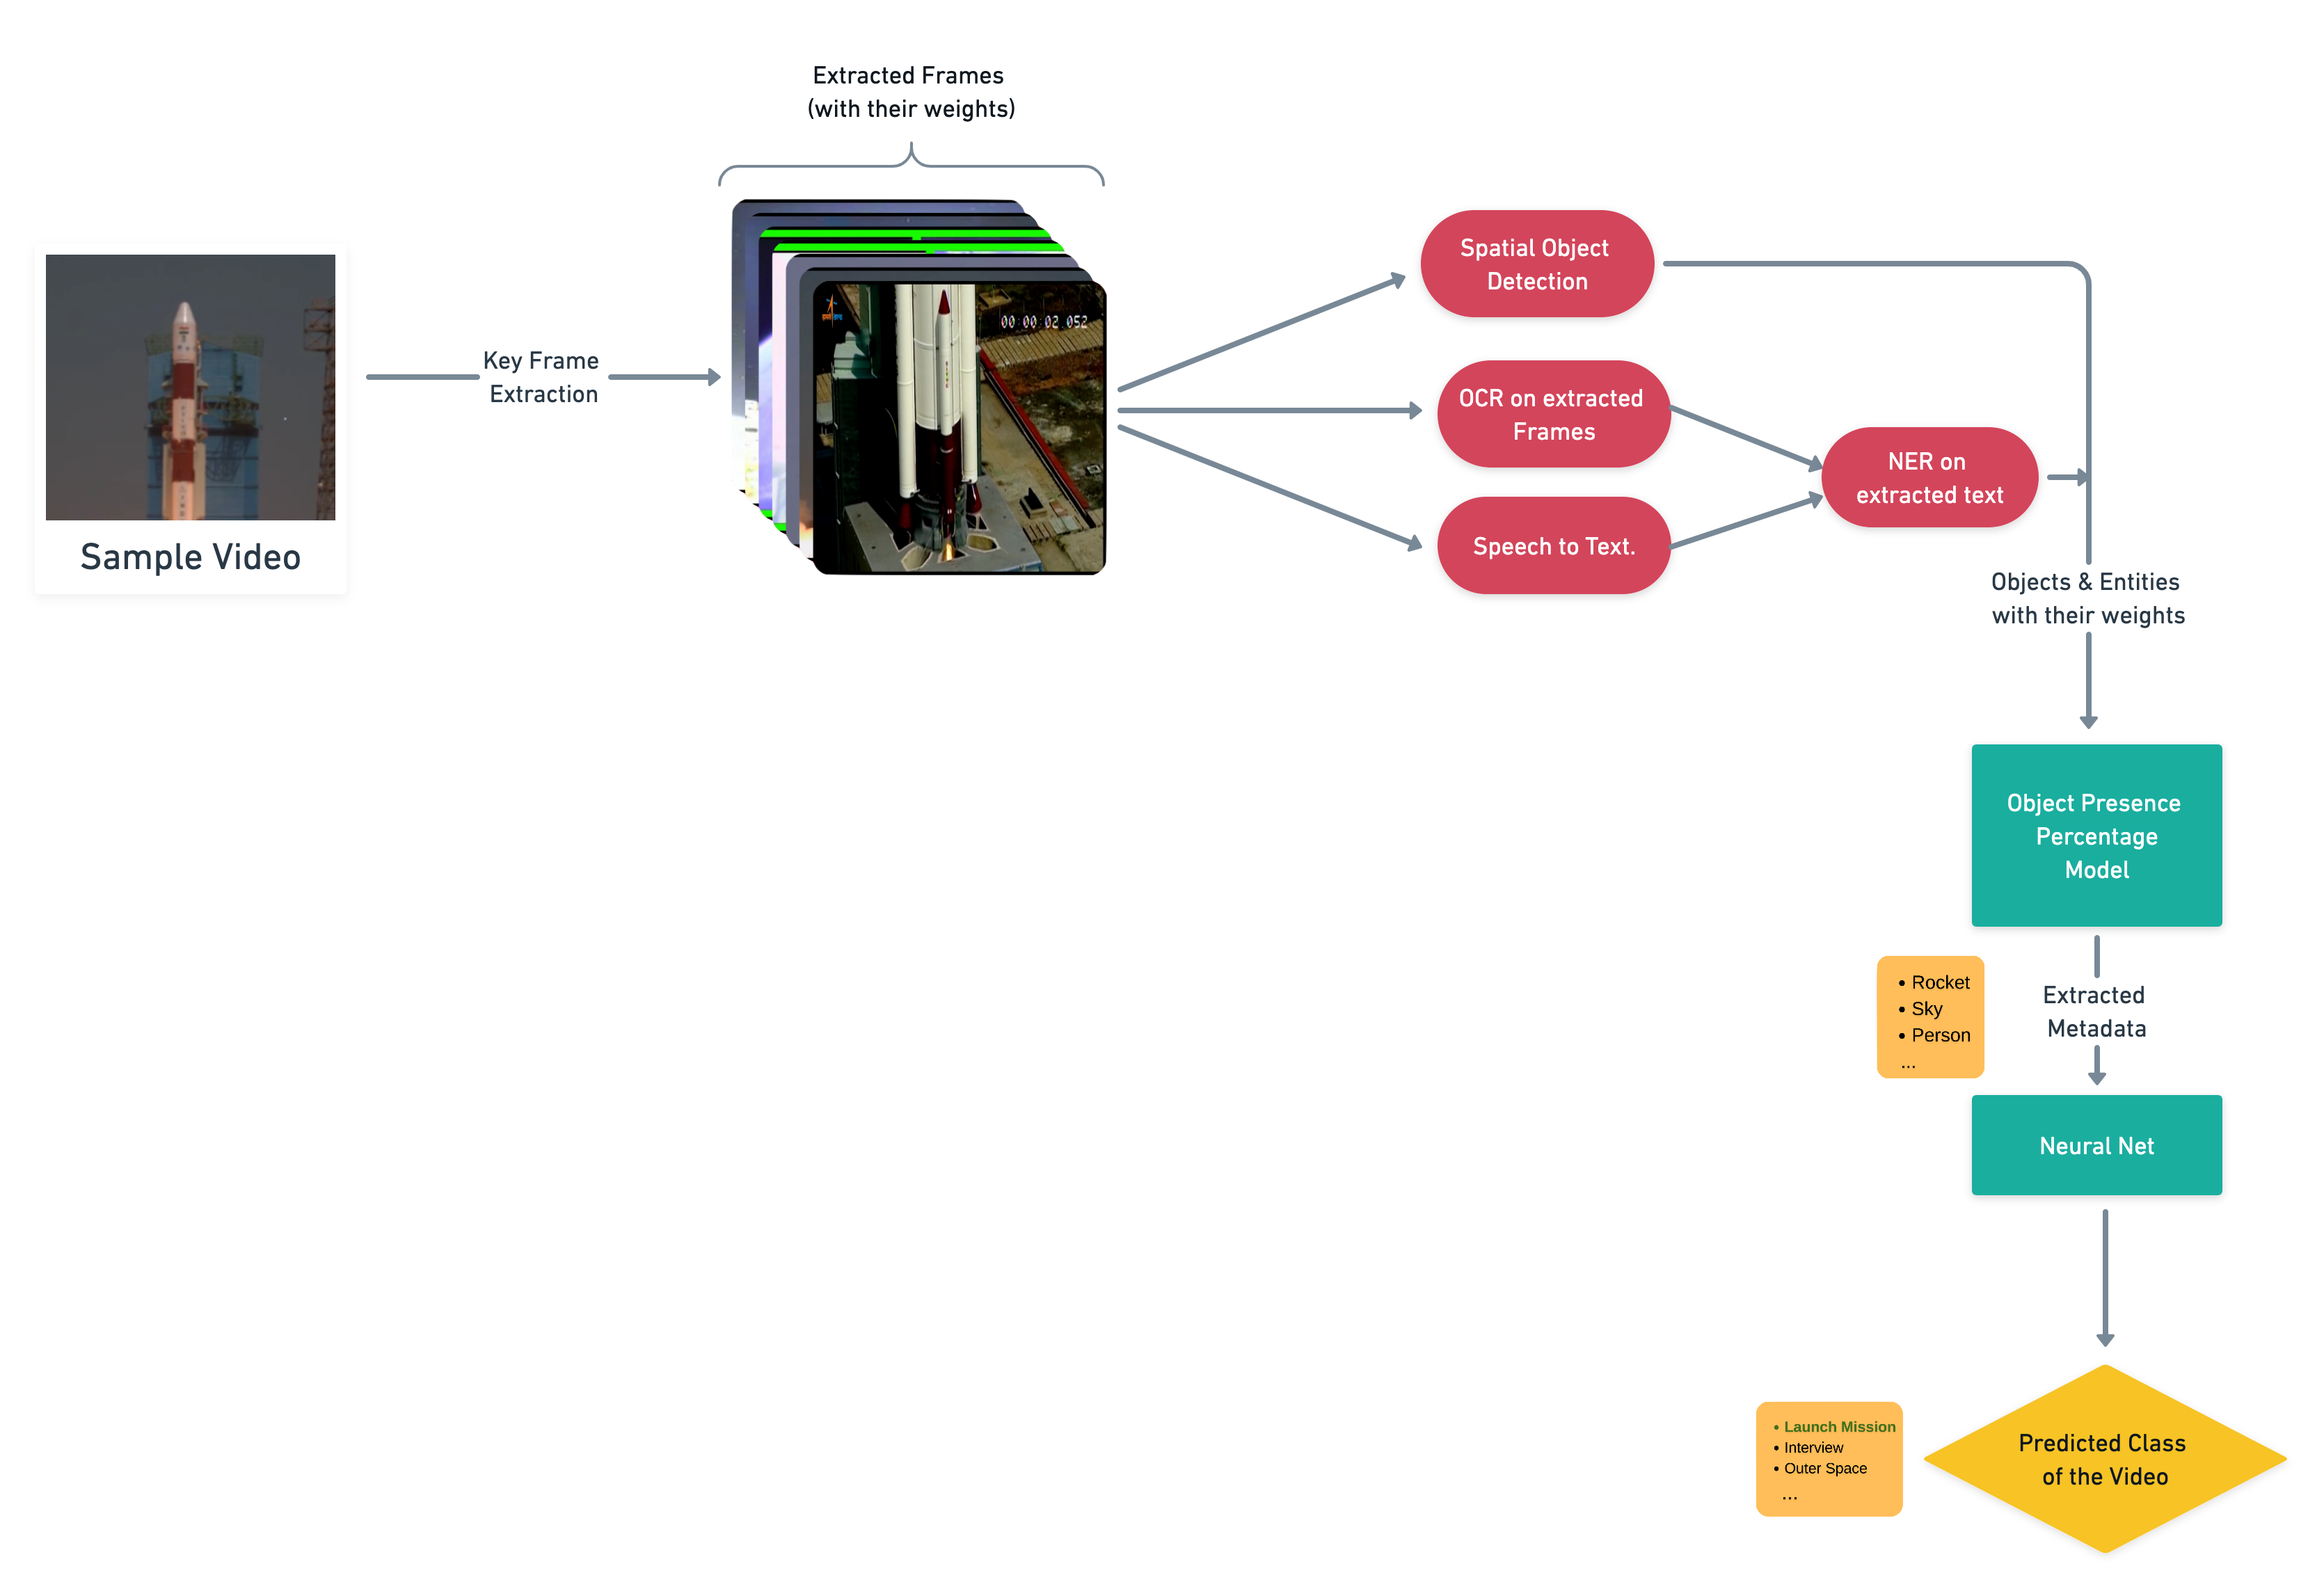 Extracted Frames
(with their weights)
Sample Video
Key Frame
Extraction
00:00:02.052
Spatial Object
Detection
OCR on extracted
Frames
Speech to Text.
NER on
extracted text
Objects & Entities
with their weights
Object Presence
Percentage
Model
• Rocket
• Sky
• Person
...
Extracted
Metadata
Neural Net
• Launch Mission
• Interview
• Outer Space
...
Predicted Class
of the Video